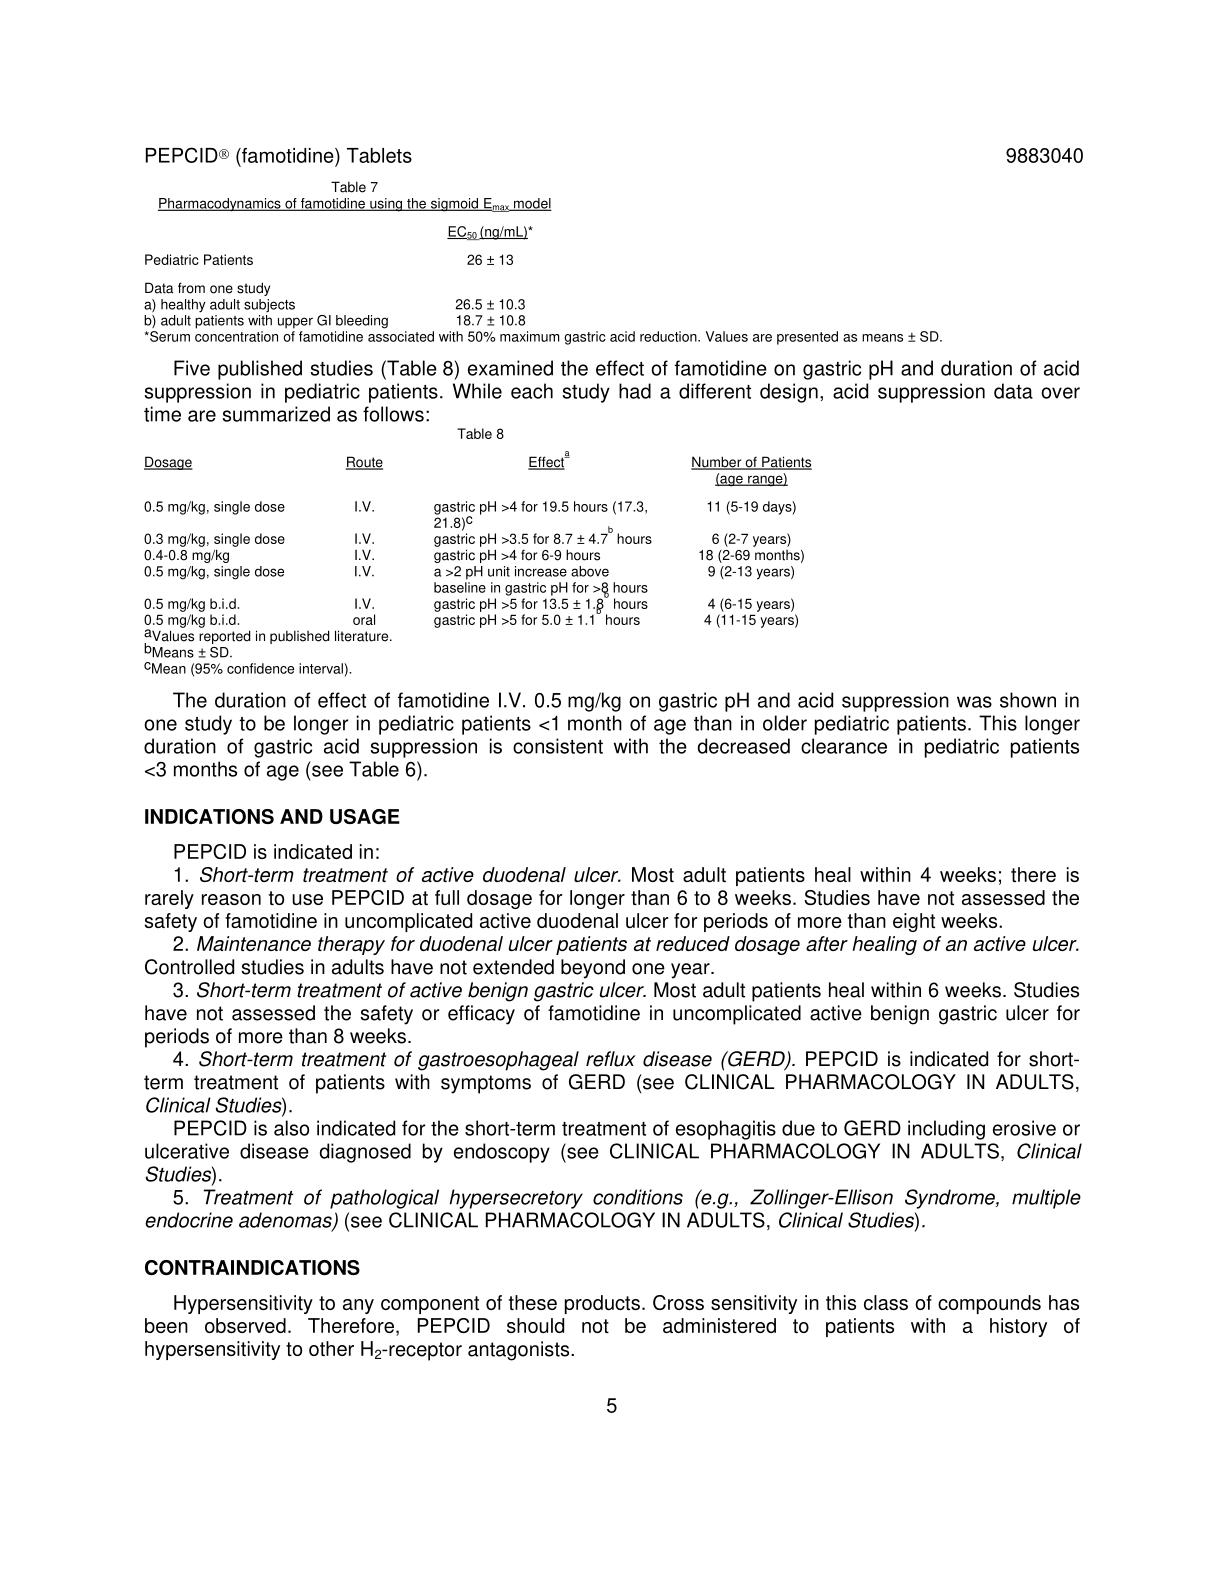 PEPCID® (famotidine) Tablets 9883040
Table 7
Pharmacodynamics of famotidine using the sigmoid Emax model
EC50 (ng/mL)*
Pediatric Patients 26 ± 13
Data from one study
a) healthy adult subjects 26.5 ± 10.3
b) adult patients with upper GI bleeding 18.7 ± 10.8
*Serum concentration of famotidine associated with 50% maximum gastric acid reduction. Values are presented as means ± SD.
Five published studies (Table 8) examined the effect of famotidine on gastric pH and duration of acid
suppression in pediatric patients. While each study had a different design, acid suppression data over
time are summarized as follows:
Table 8
Dosage Route Effecta Number of Patients
(age range)
0.5 mg/kg, single dose I.V. gastric pH >4 for 19.5 hours (17.3, 11 (5-19 days)
21.8)c
0.3 mg/kg, single dose I.V. gastric pH >3.5 for 8.7 ± 4.7b hours 6 (2-7 years)
0.4-0.8 mg/kg I.V. gastric pH >4 for 6-9 hours 18 (2-69 months)
0.5 mg/kg, single dose I.V. a >2 pH unit increase above 9 (2-13 years)
baseline in gastric pH for >8 hours
0.5 mg/kg b.i.d. I.V. gastric pH >5 for 13.5 ± 1.8b hours 4 (6-15 years)
0.5 mg/kg b.i.d. oral gastric pH >5 for 5.0 ± 1.1b hours 4 (11-15 years)
aValues reported in published literature.
bMeans ± SD.
cMean (95% confidence interval).
The duration of effect of famotidine I.V. 0.5 mg/kg on gastric pH and acid suppression was shown in
one study to be longer in pediatric patients <1 month of age than in older pediatric patients. This longer
duration of gastric acid suppression is consistent with the decreased clearance in pediatric patients
<3 months of age (see Table 6).
INDICATIONS AND USAGE
PEPCID is indicated in:
1. Short-term treatment of active duodenal ulcer. Most adult patients heal within 4 weeks; there is
rarely reason to use PEPCID at full dosage for longer than 6 to 8 weeks. Studies have not assessed the
safety of famotidine in uncomplicated active duodenal ulcer for periods of more than eight weeks.
2. Maintenance therapy for duodenal ulcer patients at reduced dosage after healing of an active ulcer.
Controlled studies in adults have not extended beyond one year.
3. Short-term treatment of active benign gastric ulcer. Most adult patients heal within 6 weeks. Studies
have not assessed the safety or efficacy of famotidine in uncomplicated active benign gastric ulcer for
periods of more than 8 weeks.
4. Short-term treatment of gastroesophageal reflux disease (GERD). PEPCID is indicated for short-
term treatment of patients with symptoms of GERD (see CLINICAL PHARMACOLOGY IN ADULTS,
Clinical Studies).
PEPCID is also indicated for the short-term treatment of esophagitis due to GERD including erosive or
ulcerative disease diagnosed by endoscopy (see CLINICAL PHARMACOLOGY IN ADULTS, Clinical
Studies).
5. Treatment of pathological hypersecretory conditions (e.g., Zollinger-Ellison Syndrome, multiple
endocrine adenomas) (see CLINICAL PHARMACOLOGY IN ADULTS, Clinical Studies).
CONTRAINDICATIONS
Hypersensitivity to any component of these products. Cross sensitivity in this class of compounds has
been observed. Therefore, PEPCID should not be administered to patients with a history of
hypersensitivity to other H2-receptor antagonists.
5